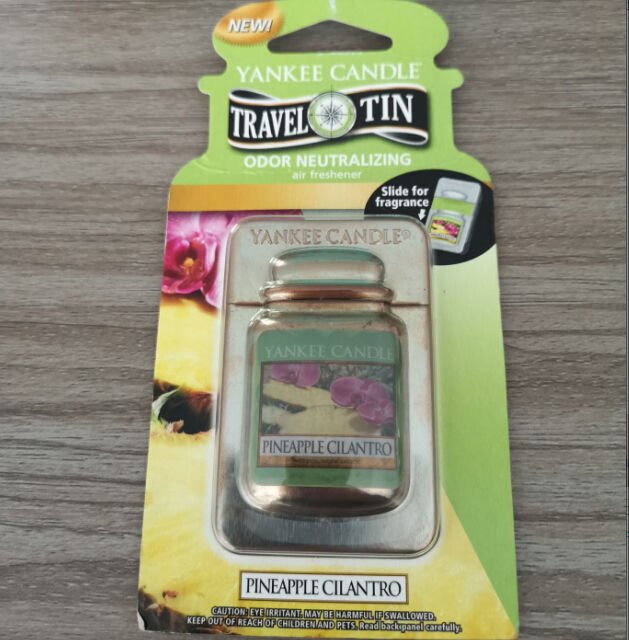 NEW!
YANKEE CANDLE®
TRAVEL TIN
ODOR NEUTRALIZING
air freshener
Slide for
fragrance
YANKEE CANDLE®
YANKEE CANDLE
PINEAPPLE CILANTRO
PINEAPPLE CILANTRO
CAUTION: EYE IRRITANT. MAY BE HARMFUL IF SWALLOWED.
KEEP OUT OF REACH OF CHILDREN AND PETS. Read back panel carefully.